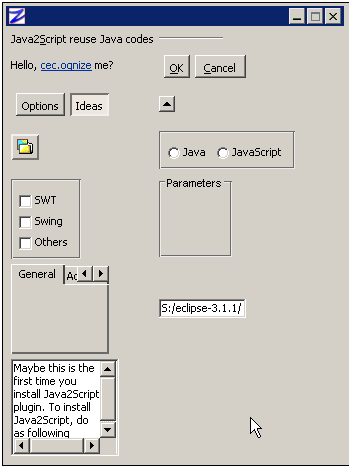 Java2Script reuse Java codes
Hello, cec.ognize me?
OK
Cancel
Options
Ideas
Java
JavaScript
SWT
Swing
Others
Parameters
General
S:/eclipse-3.1.1/
Maybe this is the
first time you
install Java2Script
plugin. To install
Java2Script, do
as following